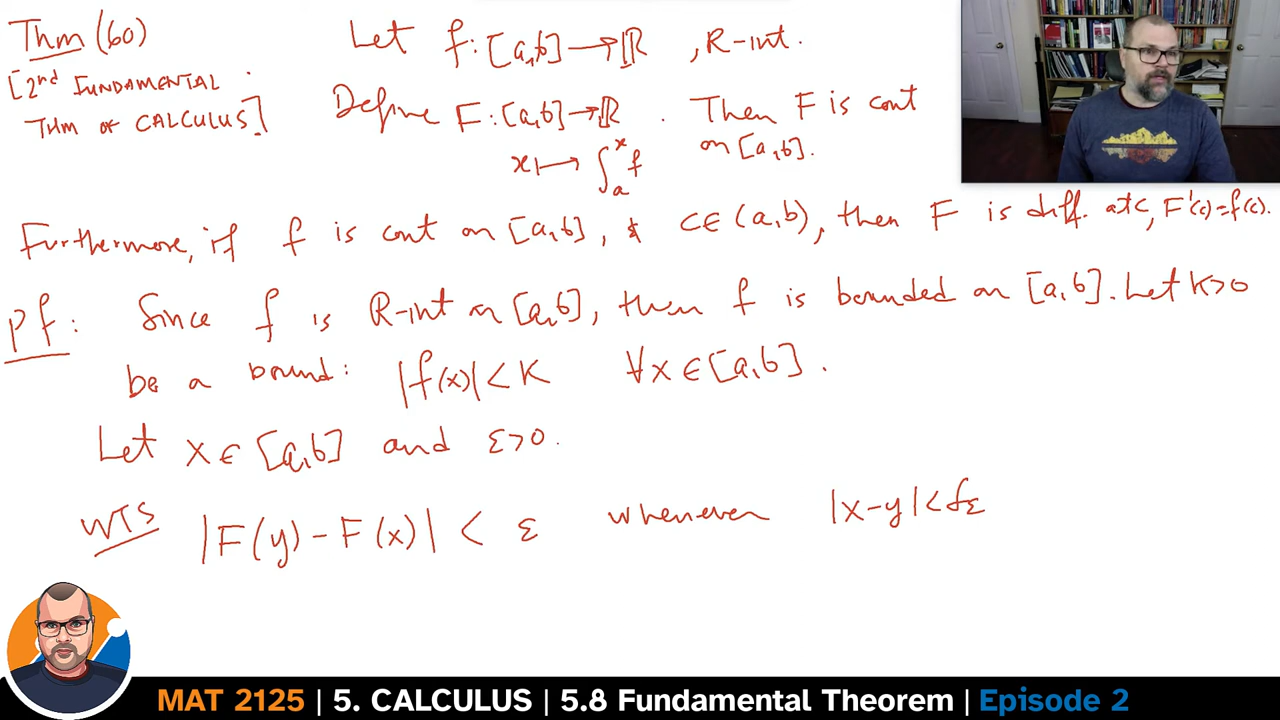 Thm (60) Let f: [a,b] → ℝ, R-int.
[2nd FUNDAMENTAL
THM OF CALCULUS] Define F: [a,b] → ℝ. Then F is cont
x ↦ ∫_a^x f on [a,b].
Furthermore, if f is cont on [a,b], & c∈(a,b), then F is diff. at c, F'(c)=f(c).
Pf: Since f is R-int on [a,b], then f is bounded on [a,b]. Let K>0
be a bound: |f(x)| < K ∀x ∈ [a,b].
Let x ∈ [a,b] and ε>0.
WTS |F(y) - F(x)| < ε whenever |x-y| < δ_ε
MAT 2125 | 5. CALCULUS | 5.8 Fundamental Theorem | Episode 2